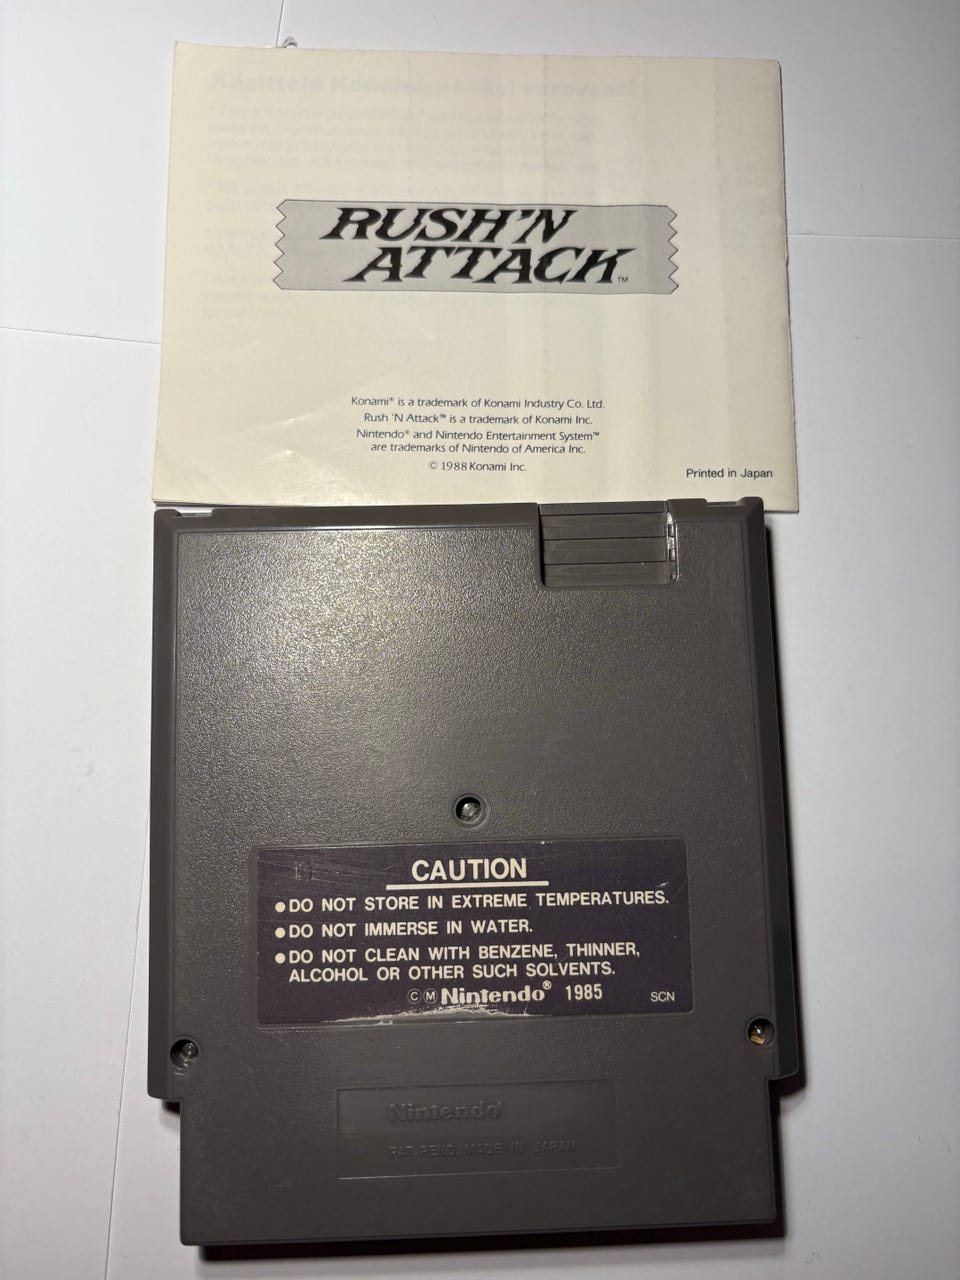 RUSH'N
ATTACK™
Konami® is a trademark of Konami Industry Co. Ltd.
Rush 'N Attack™ is a trademark of Konami Inc.
Nintendo® and Nintendo Entertainment System™
are trademarks of Nintendo of America Inc.
© 1988 Konami Inc.
Printed in Japan
CAUTION
●DO NOT STORE IN EXTREME TEMPERATURES.
●DO NOT IMMERSE IN WATER.
●DO NOT CLEAN WITH BENZENE, THINNER,
ALCOHOL OR OTHER SUCH SOLVENTS.
ⒸⓂ Nintendo® 1985 SCN
Nintendo
PAT. PEND. MADE IN JAPAN